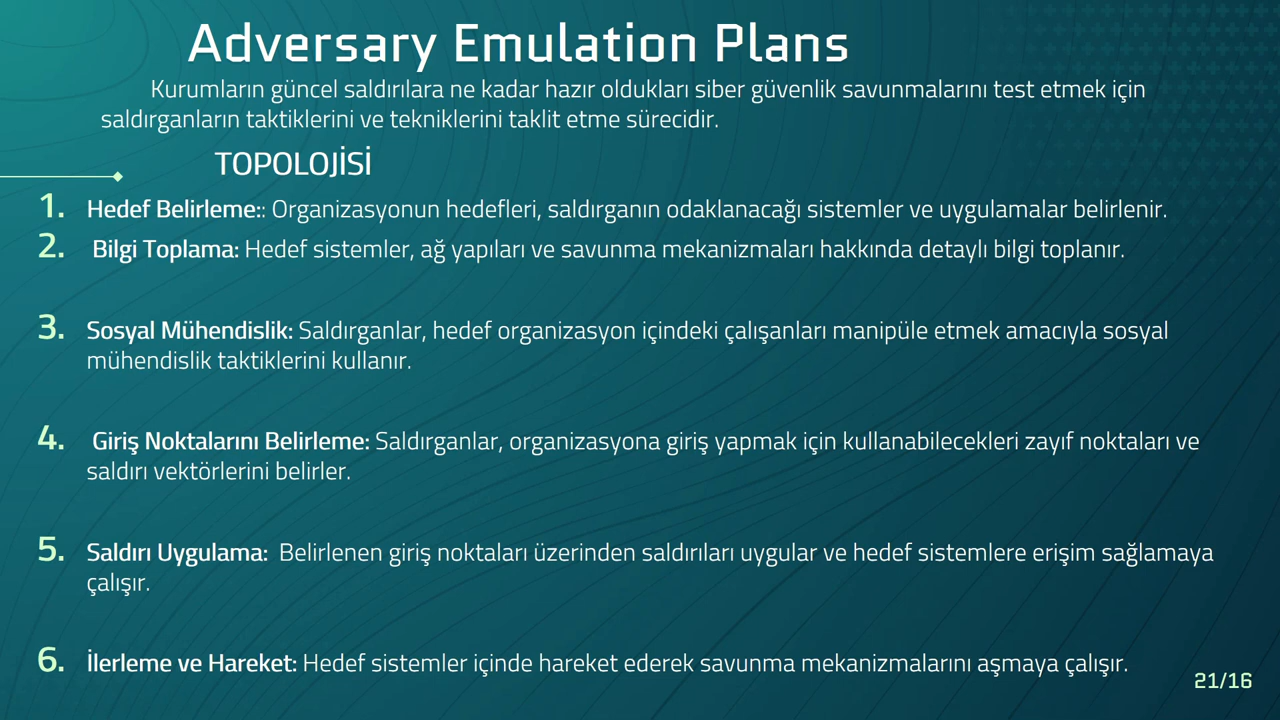 Adversary Emulation Plans
Kurumların güncel saldırılara ne kadar hazır oldukları siber güvenlik savunmalarını test etmek için
saldırganların taktiklerini ve tekniklerini taklit etme sürecidir.
TOPOLOJİSİ
1. Hedef Belirleme:: Organizasyonun hedefleri, saldırganın odaklanacağı sistemler ve uygulamalar belirlenir.
2. Bilgi Toplama: Hedef sistemler, ağ yapıları ve savunma mekanizmaları hakkında detaylı bilgi toplanır.
3. Sosyal Mühendislik: Saldırganlar, hedef organizasyon içindeki çalışanları manipüle etmek amacıyla sosyal
mühendislik taktiklerini kullanır.
4. Giriş Noktalarını Belirleme: Saldırganlar, organizasyona giriş yapmak için kullanabilecekleri zayıf noktaları ve
saldırı vektörlerini belirler.
5. Saldırı Uygulama: Belirlenen giriş noktaları üzerinden saldırıları uygular ve hedef sistemlere erişim sağlamaya
çalışır.
6. İlerleme ve Hareket: Hedef sistemler içinde hareket ederek savunma mekanizmalarını aşmaya çalışır.
21/16